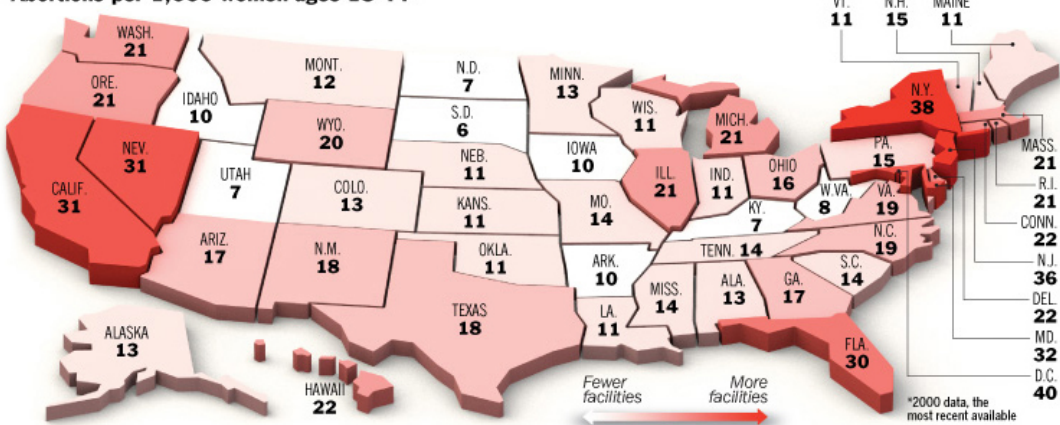 VT. N.H. MAINE
11 15 11
WASH.
21
ORE.
21
IDAHO
10
MONT.
12
N.D.
7
MINN.
13
S.D.
6
WYO.
20
WIS.
11
MICH.
21
N.Y.
38
NEV.
31
CALIF.
31
UTAH
7
COLO.
13
NEB.
11
IOWA
10
ILL.
21
IND.
11
OHIO
16
PA.
15
MASS.
21
R.I.
21
CONN.
22
N.J.
36
DEL.
22
MD.
32
D.C.
40
KANS.
11
MO.
14
KY.
7
W.VA.
8
VA.
19
N.C.
19
TENN. 14
S.C.
14
ARIZ.
17
N.M.
18
OKLA.
11
ARK.
10
MISS.
14
ALA.
13
GA.
17
TEXAS
18
LA.
11
FLA.
30
ALASKA
13
HAWAII
22
Fewer
facilities
More
facilities
*2000 data, the
most recent available